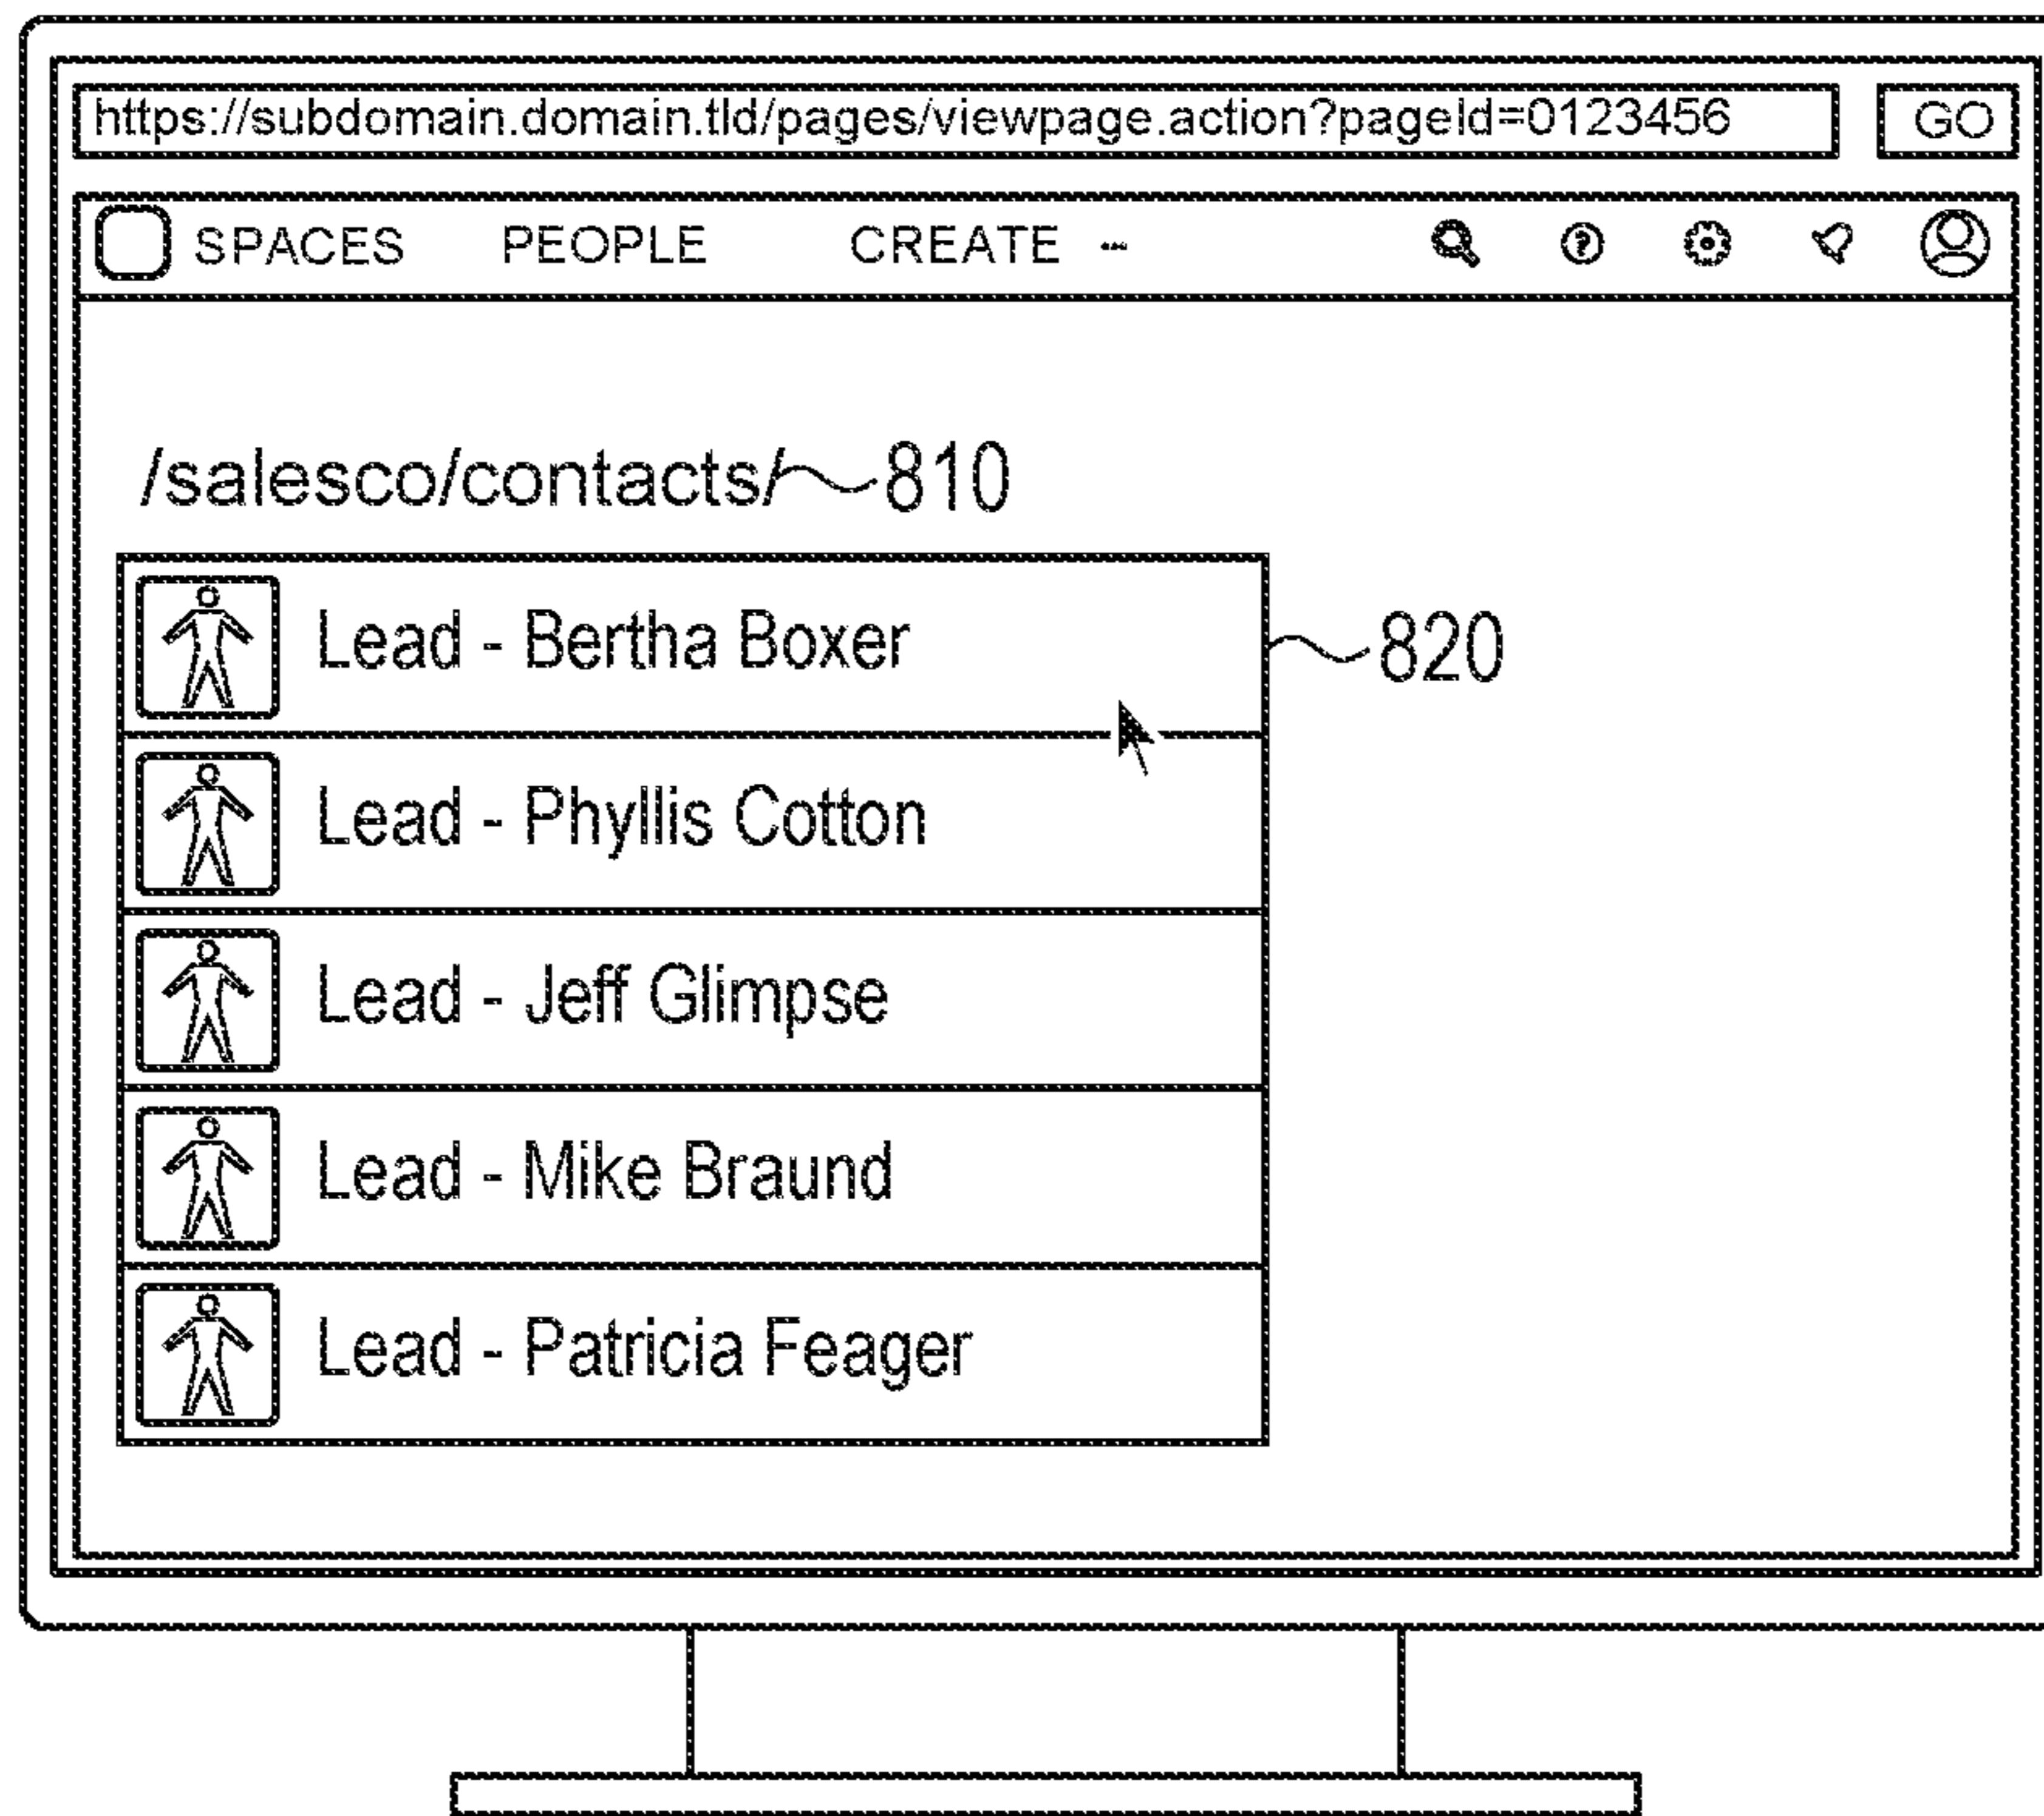 https://subdomain.domain.tld/pages/viewpage.action?pageId=0123456 GO
SPACES PEOPLE CREATE ···
/salesco/contacts/ 810
Lead - Bertha Boxer 820
Lead - Phyllis Cotton
Lead - Jeff Glimpse
Lead - Mike Braund
Lead - Patricia Feager